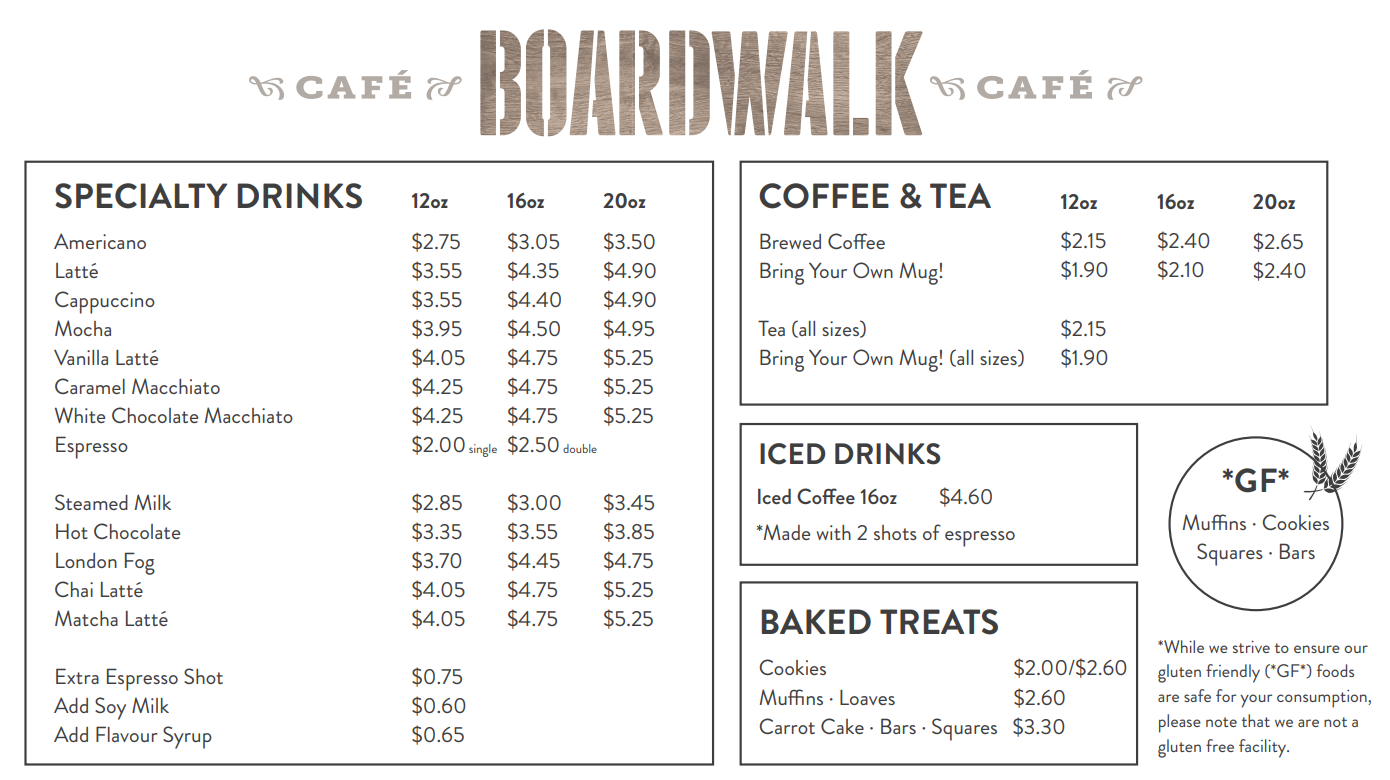 CAFÉ BOARDWALK CAFÉ
SPECIALTY DRINKS 12oz 16oz 20oz
Americano $2.75 $3.05 $3.50
Latté $3.55 $4.35 $4.90
Cappuccino $3.55 $4.40 $4.90
Mocha $3.95 $4.50 $4.95
Vanilla Latté $4.05 $4.75 $5.25
Caramel Macchiato $4.25 $4.75 $5.25
White Chocolate Macchiato $4.25 $4.75 $5.25
Espresso $2.00 single $2.50 double
Steamed Milk $2.85 $3.00 $3.45
Hot Chocolate $3.35 $3.55 $3.85
London Fog $3.70 $4.45 $4.75
Chai Latté $4.05 $4.75 $5.25
Matcha Latté $4.05 $4.75 $5.25
Extra Espresso Shot $0.75
Add Soy Milk $0.60
Add Flavour Syrup $0.65
COFFEE & TEA 12oz 16oz 20oz
Brewed Coffee $2.15 $2.40 $2.65
Bring Your Own Mug! $1.90 $2.10 $2.40
Tea (all sizes) $2.15
Bring Your Own Mug! (all sizes) $1.90
ICED DRINKS
Iced Coffee 16oz $4.60
*Made with 2 shots of espresso
BAKED TREATS
Cookies $2.00/$2.60
Muffins · Loaves $2.60
Carrot Cake · Bars · Squares $3.30
*GF*
Muffins · Cookies
Squares · Bars
*While we strive to ensure our
gluten friendly (*GF*) foods
are safe for your consumption,
please note that we are not a
gluten free facility.